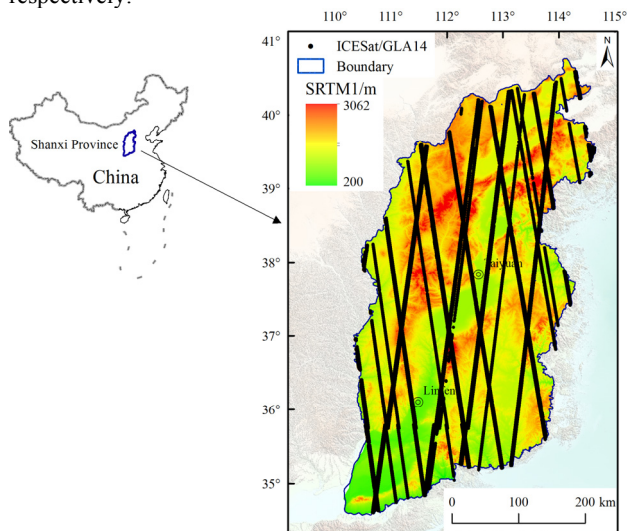 respectively.
110° 111° 112° 113° 114° 115°
41°
40°
39°
38°
37°
36°
35°
N
ICESat/GLA14
Boundary
SRTM1/m
3062
200
Shanxi Province
China
Taiyuan
0 100 200 km